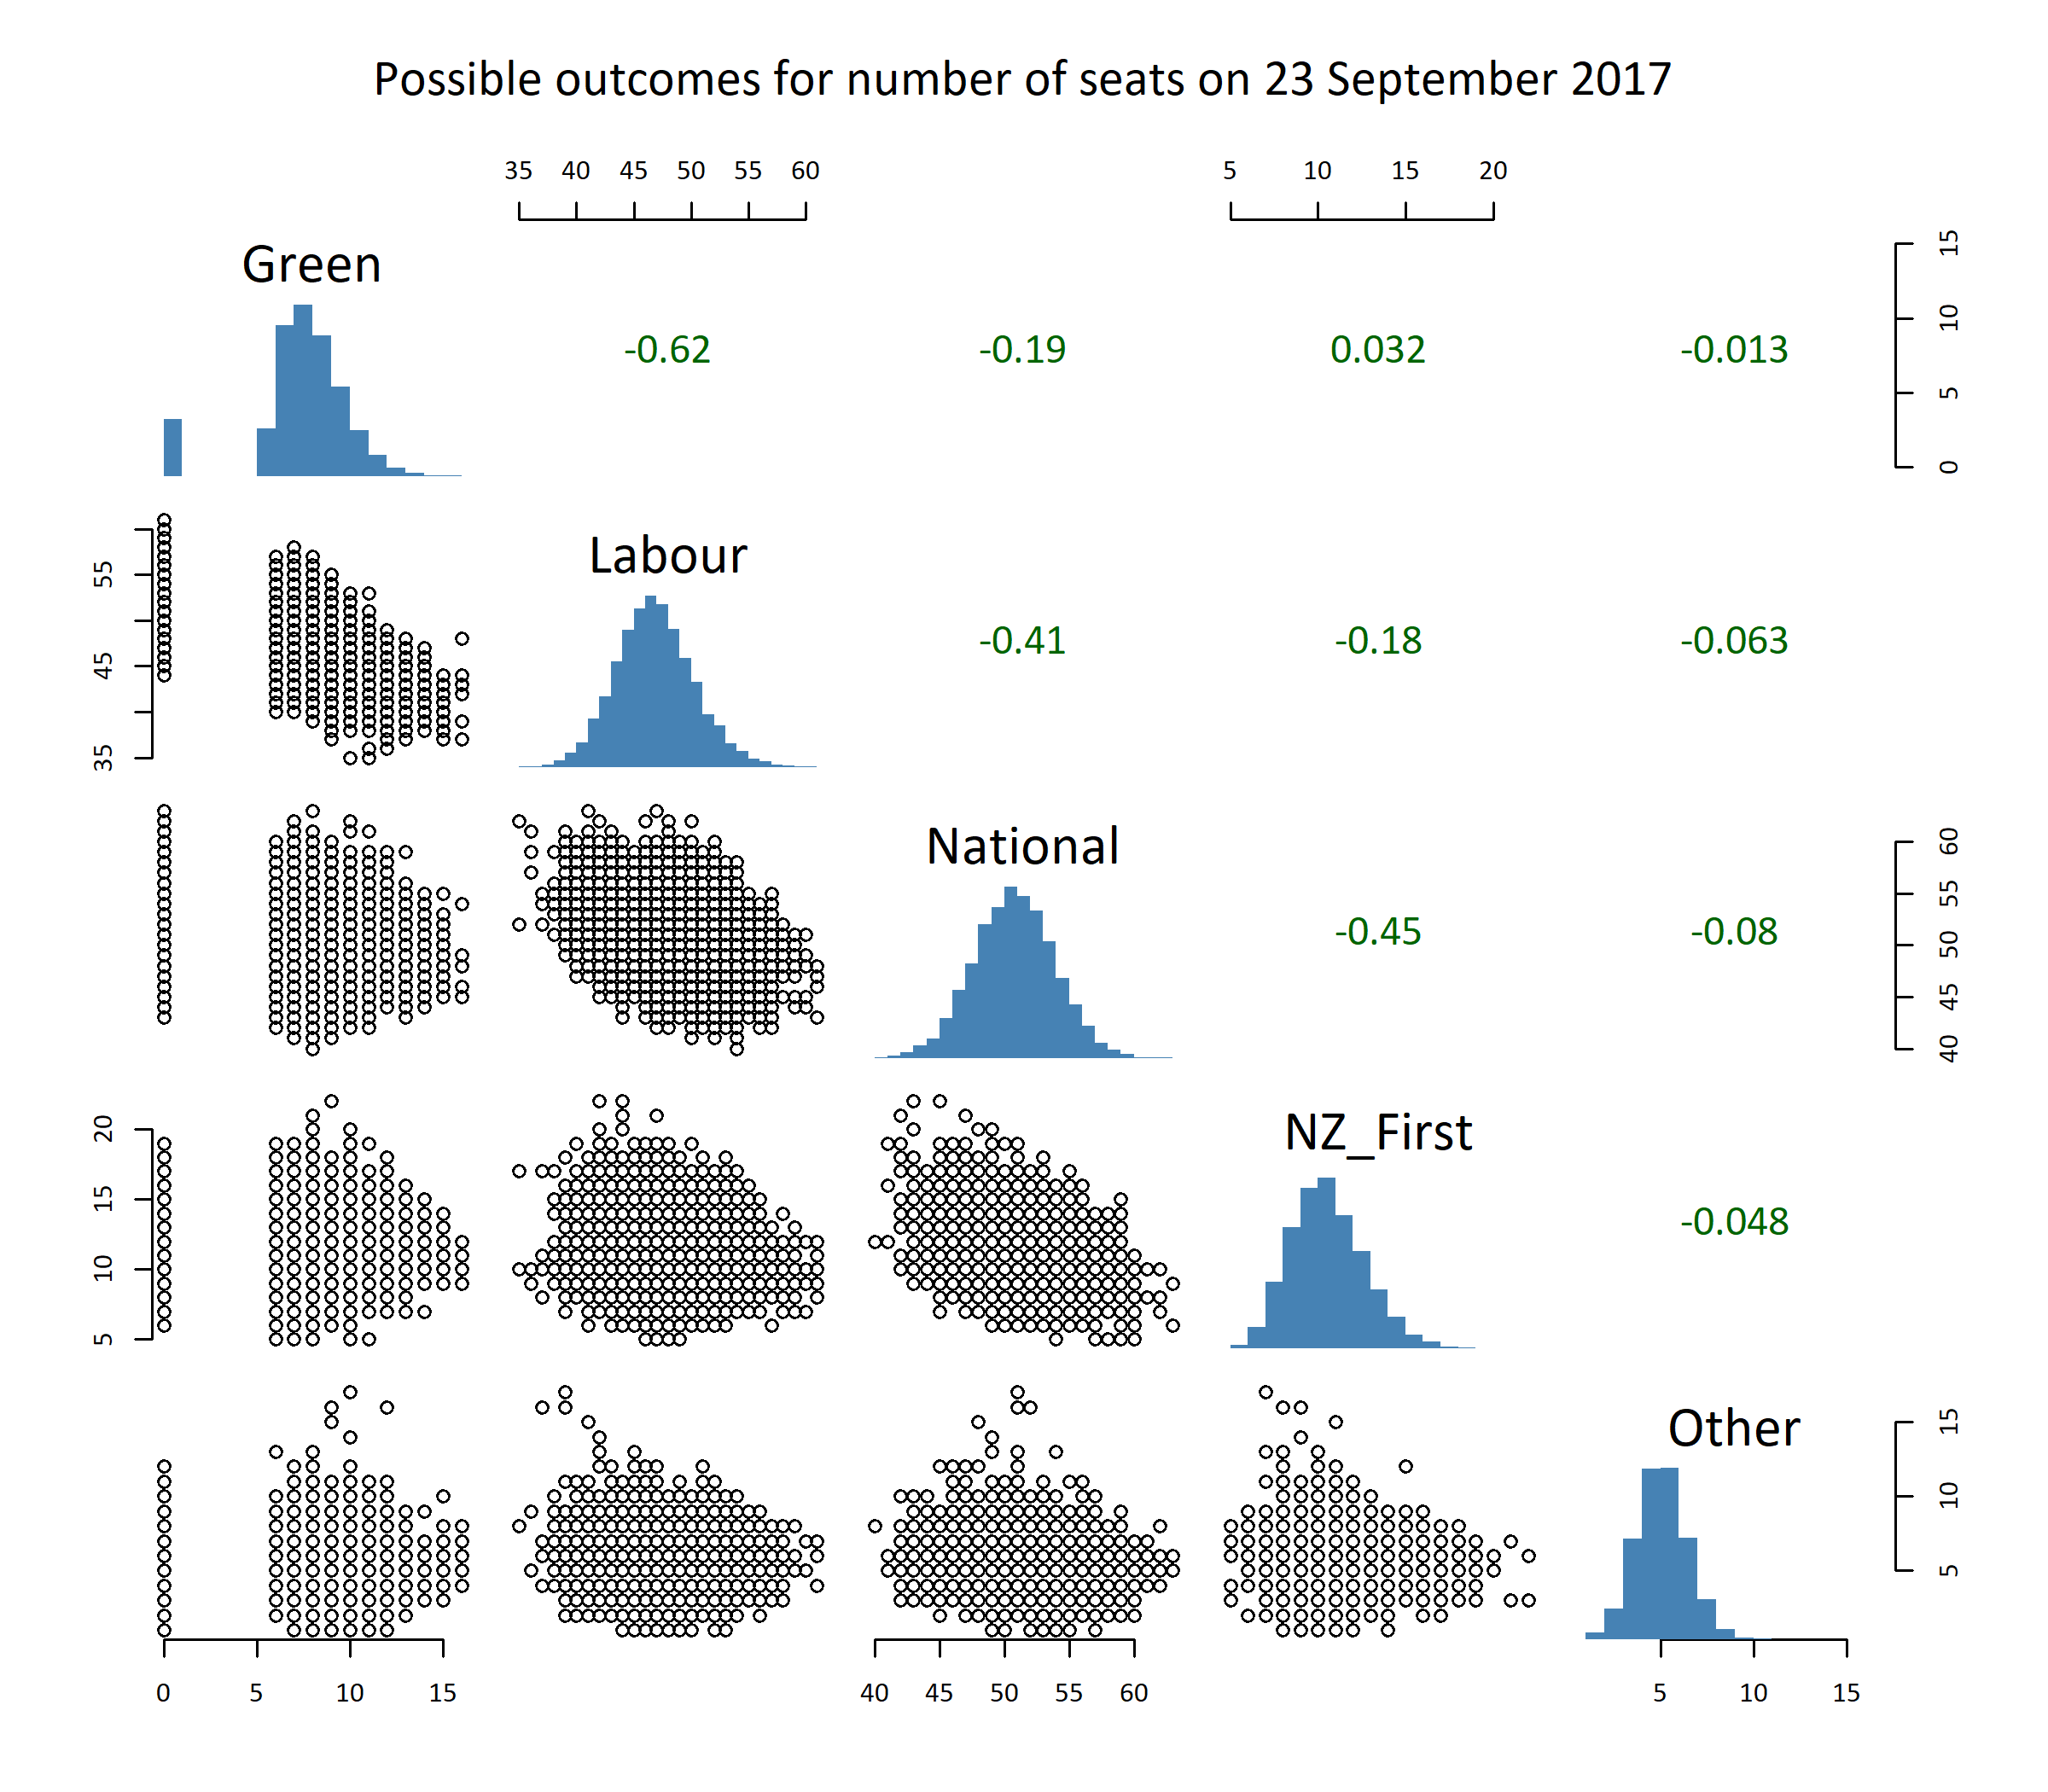 Possible outcomes for number of seats on 23 September 2017
35 40 45 50 55 60
5 10 15 20
Green
-0.62 -0.19 0.032 -0.013
15
10
5
0
Labour
55
45
35
-0.41 -0.18 -0.063
National
-0.45 -0.08
60
55
50
45
40
NZ_First
20
15
10
5
-0.048
Other
15
10
5
0 5 10 15
40 45 50 55 60
5 10 15